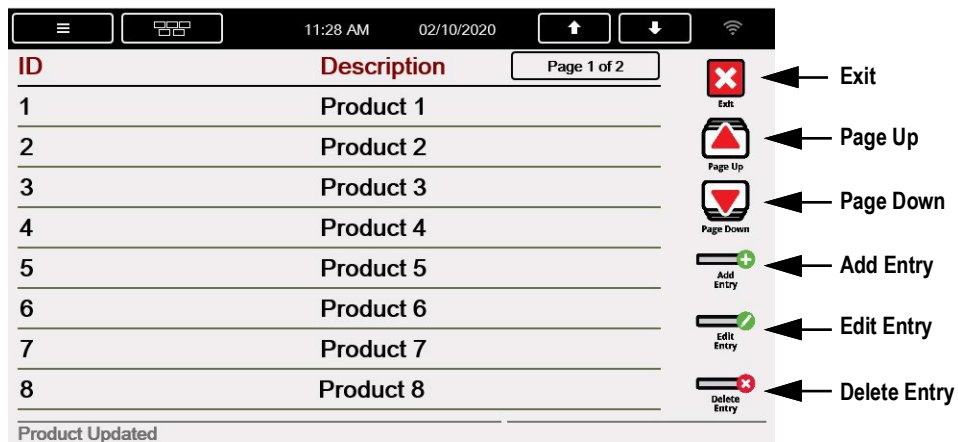 11:28 AM 02/10/2020
ID Description Page 1 of 2
1 Product 1
2 Product 2
3 Product 3
4 Product 4
5 Product 5
6 Product 6
7 Product 7
8 Product 8
Product Updated
Exit
Page Up
Page Down
Add
Entry
Edit
Entry
Delete
Entry
Exit
Page Up
Page Down
Add Entry
Edit Entry
Delete Entry